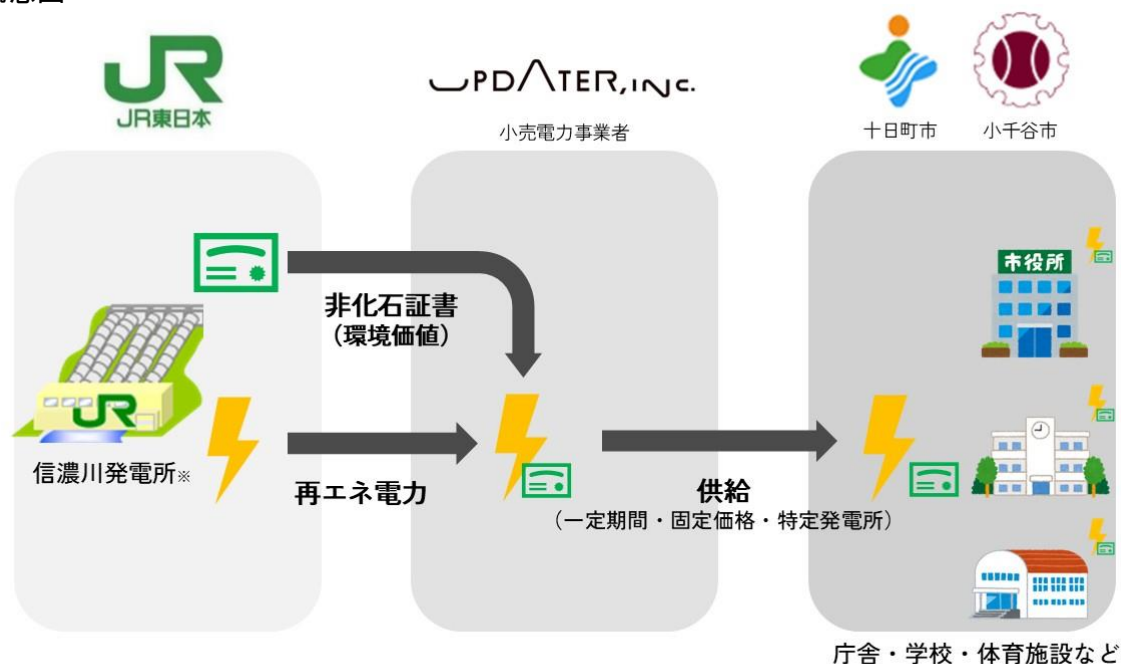 JR
JR東日本
UPDATER, INC.
小売電力事業者
十日町市
小千谷市
非化石証書
（環境価値）
市役所
JR
信濃川発電所※
再エネ電力
供給
（一定期間・固定価格・特定発電所）
庁舎・学校・体育施設など